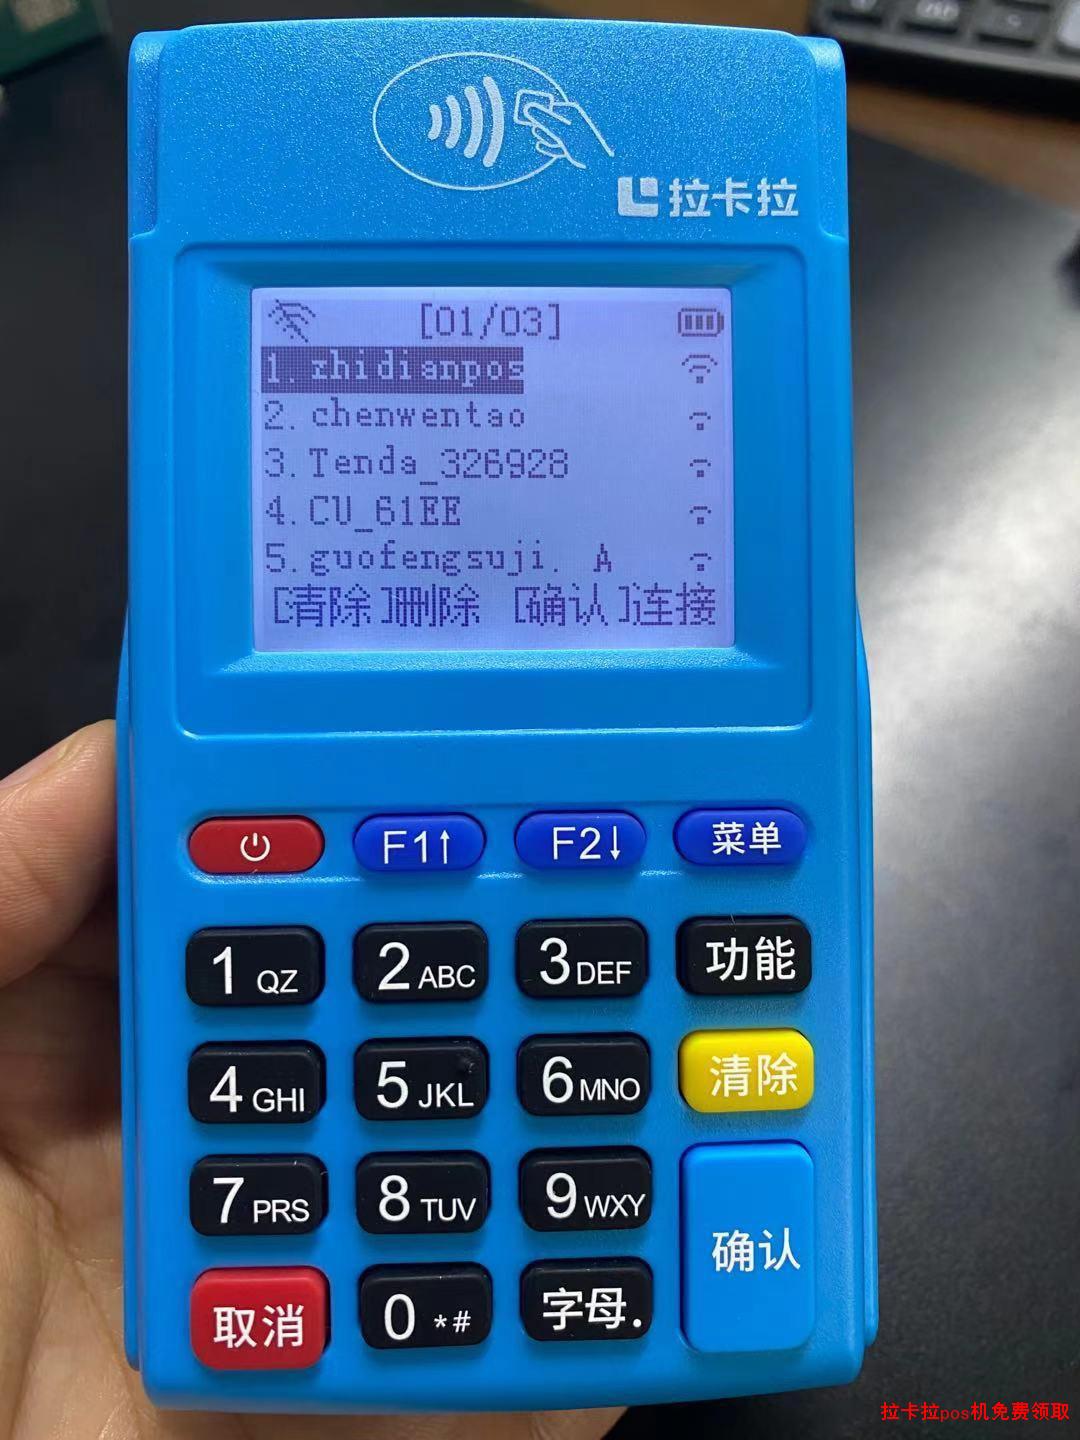 拉卡拉
[01/03]
1.zhidianpos
2.chenwentao
3.Tenda_326928
4.CU_61EE
5.guofengsuji. A
[清除]删除 [确认]连接
F1↑ F2↓ 菜单
1 QZ 2 ABC 3 DEF 功能
4 GHI 5 JKL 6 MNO 清除
7 PRS 8 TUV 9 WXY
确认
取消 0 *# 字母.
拉卡拉pos机免费领取